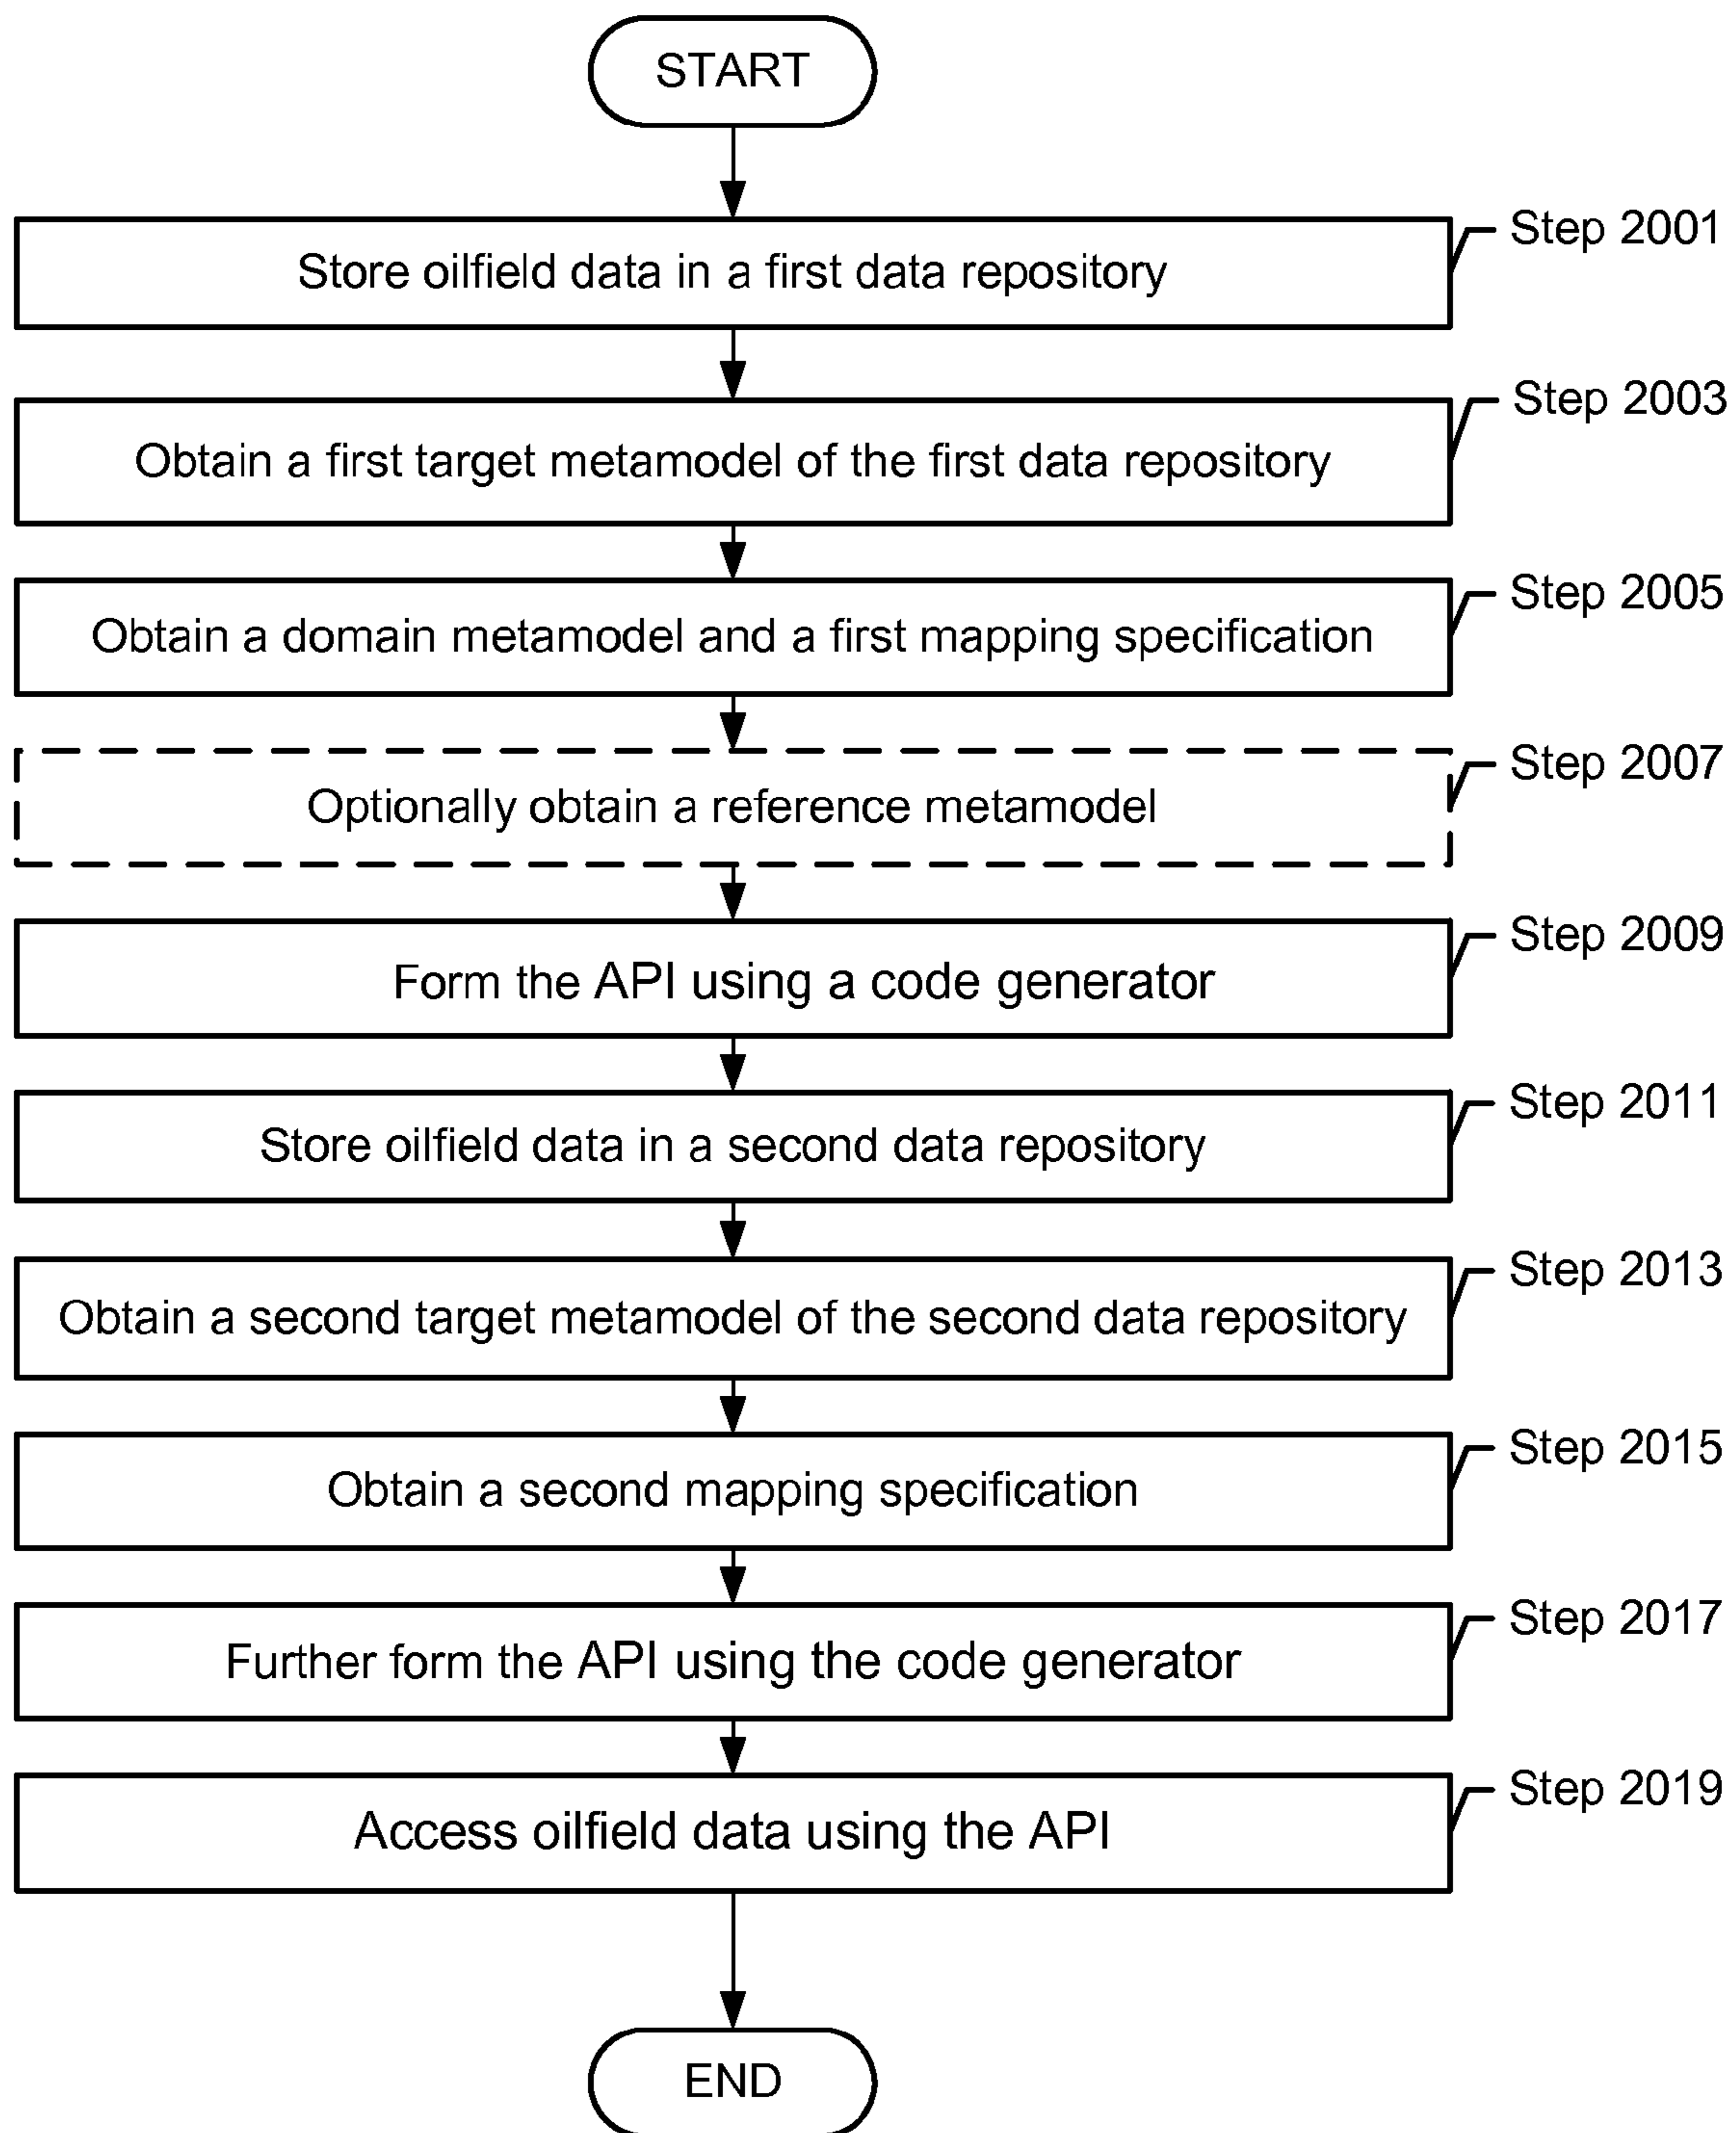 START
Step 2001
Store oilfield data in a first data repository
Step 2003
Obtain a first target metamodel of the first data repository
Step 2005
Obtain a domain metamodel and a first mapping specification
Step 2007
Optionally obtain a reference metamodel
Step 2009
Form the API using a code generator
Step 2011
Store oilfield data in a second data repository
Step 2013
Obtain a second target metamodel of the second data repository
Step 2015
Obtain a second mapping specification
Step 2017
Further form the API using the code generator
Step 2019
Access oilfield data using the API
END